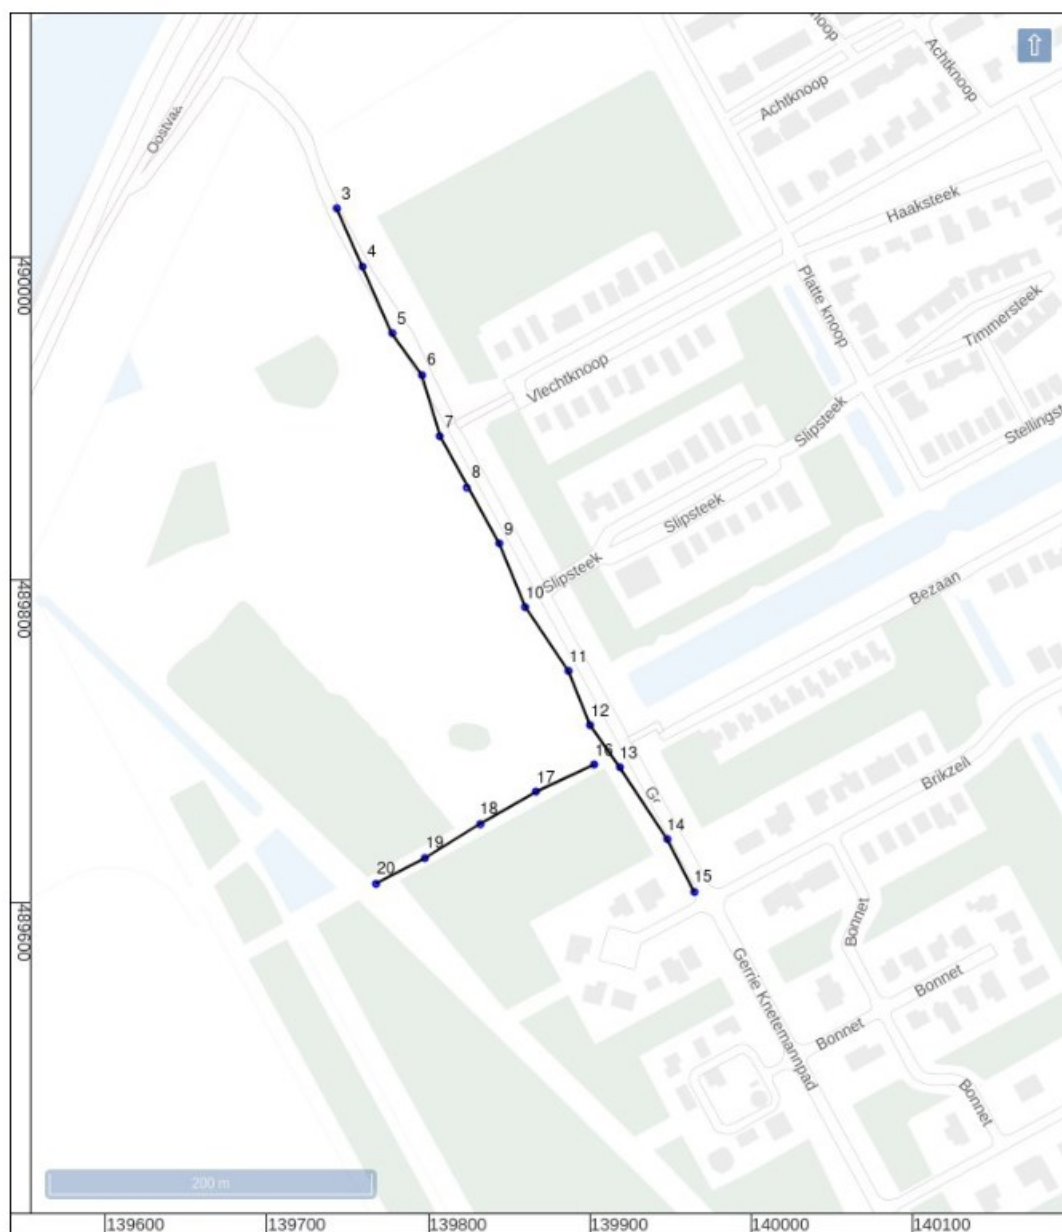 Achtknoop
Achtknoop
Oostvaa
3
Haaksteek
4
490000
Platte knoop
Timmersteek
5
6
Vlechtknoop
7
Slipsteek
Stellingst
8
Slipsteek
9
Slipsteek
10
Bezaan
489800
11
12
16
13
17
Brikzeil
18
14
19
20
15
489600
Bonnet
Gerrie Knetemannpad
Bonnet
Bonnet
Bonnet
200 m
139600
139700
139800
139900
140000
140100